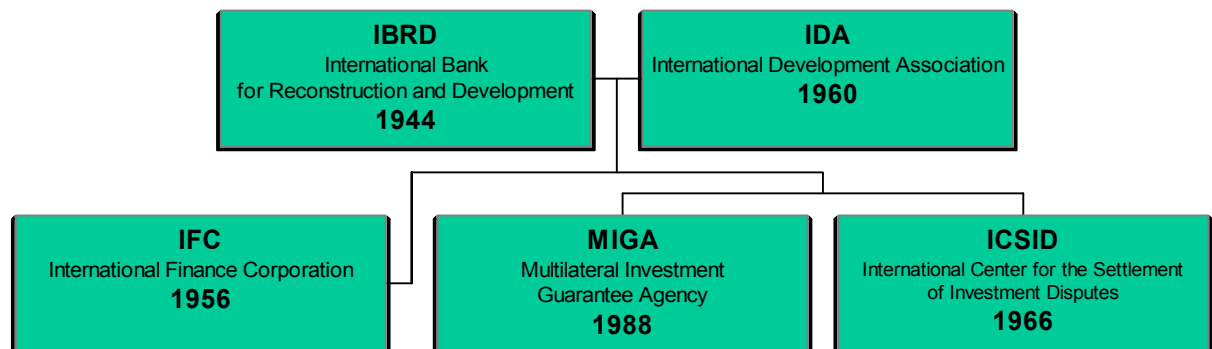 IBRD
International Bank
for Reconstruction and Development
1944
IDA
International Development Association
1960
IFC
International Finance Corporation
1956
MIGA
Multilateral Investment
Guarantee Agency
1988
ICSID
International Center for the Settlement
of Investment Disputes
1966